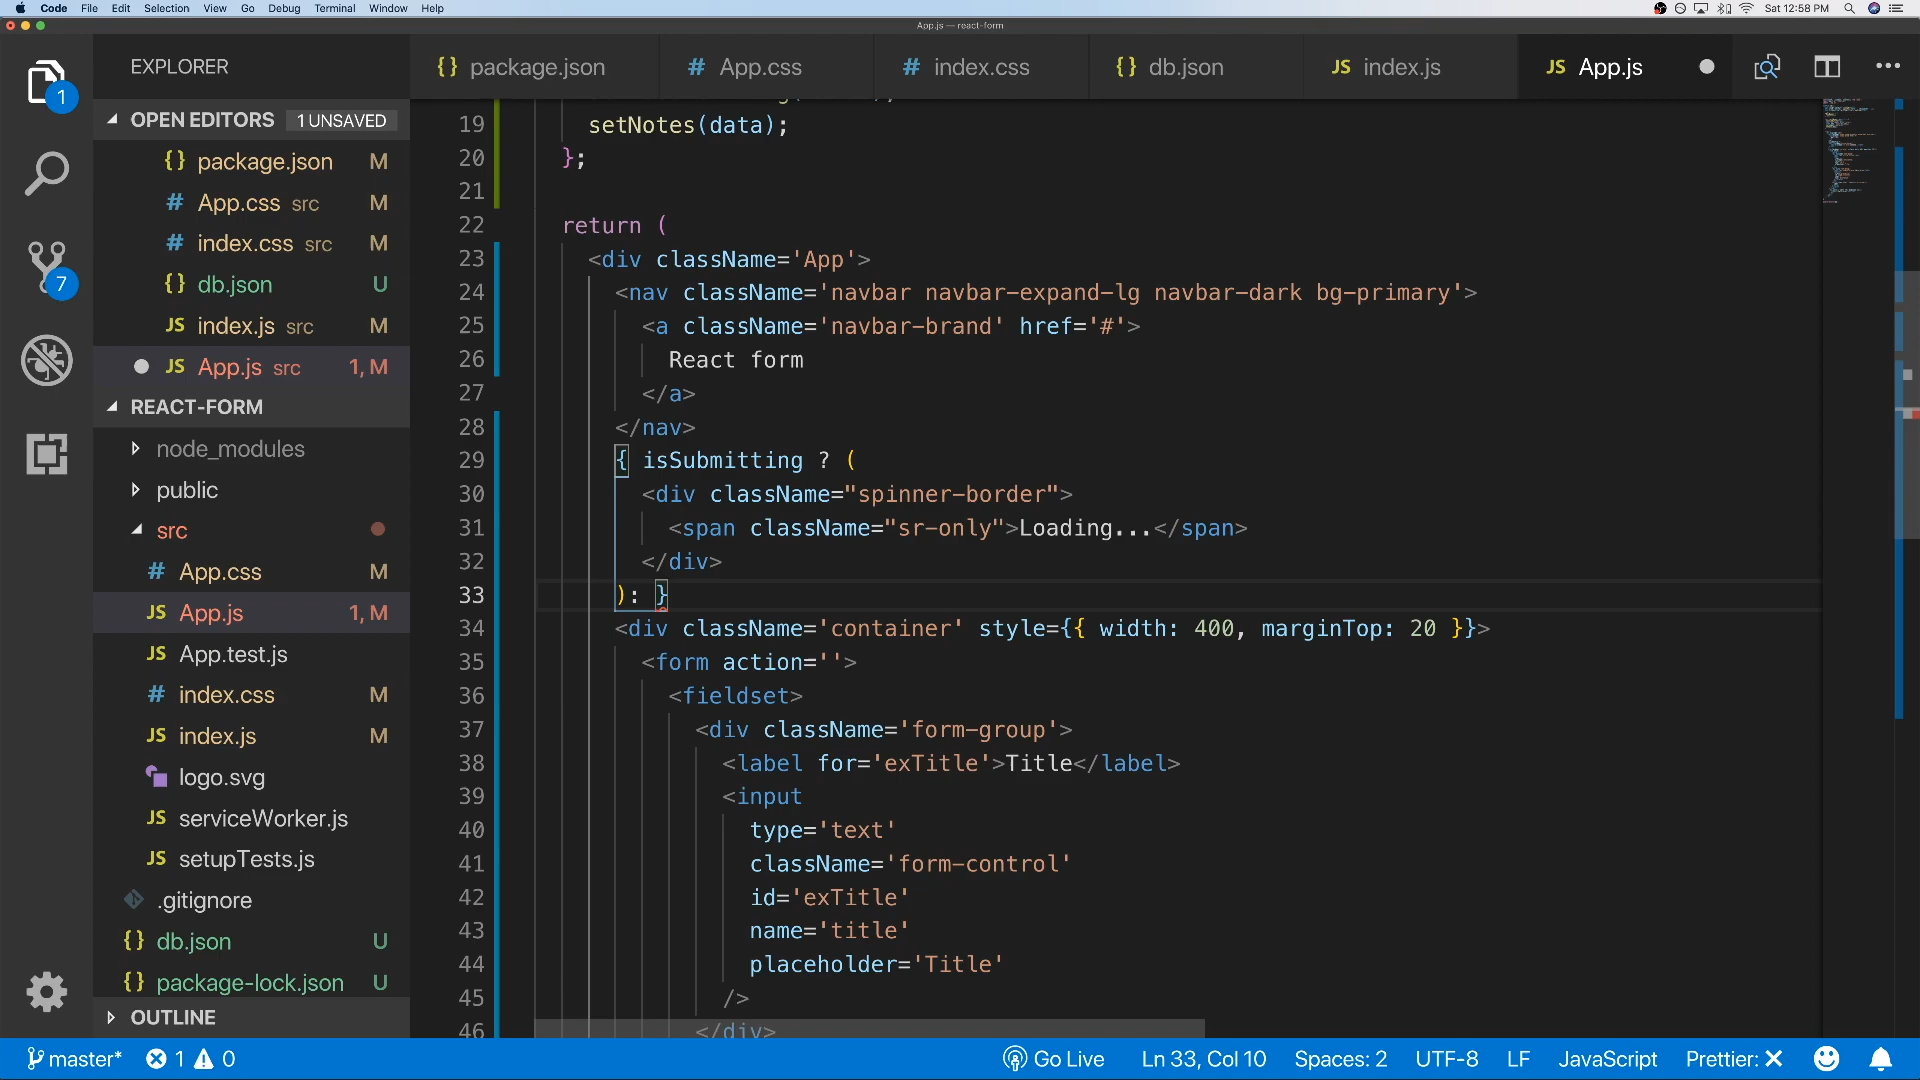 Code File Edit Selection View Go Debug Terminal Window Help
Sat 12:58 PM
App.js — react-form
EXPLORER
1
7
OPEN EDITORS 1 UNSAVED
{} package.json M
# App.css src M
# index.css src M
{} db.json U
JS index.js src M
JS App.js src 1, M
REACT-FORM
node_modules
public
src
# App.css M
JS App.js 1, M
JS App.test.js
# index.css M
JS index.js M
logo.svg
JS serviceWorker.js
JS setupTests.js
.gitignore
{} db.json U
{} package-lock.json U
OUTLINE
{} package.json # App.css # index.css {} db.json JS index.js JS App.js
19 setNotes(data);
20 };
21
22 return (
23 <div className='App'>
24 <nav className='navbar navbar-expand-lg navbar-dark bg-primary'>
25 <a className='navbar-brand' href='#'>
26 React form
27 </a>
28 </nav>
29 { isSubmitting ? (
30 <div className="spinner-border">
31 <span className="sr-only">Loading...</span>
32 </div>
33 ): }
34 <div className='container' style={{ width: 400, marginTop: 20 }}>
35 <form action=''>
36 <fieldset>
37 <div className='form-group'>
38 <label for='exTitle'>Title</label>
39 <input
40 type='text'
41 className='form-control'
42 id='exTitle'
43 name='title'
44 placeholder='Title'
45 />
46 </div>
master* 1 0 Go Live Ln 33, Col 10 Spaces: 2 UTF-8 LF JavaScript Prettier: ✕